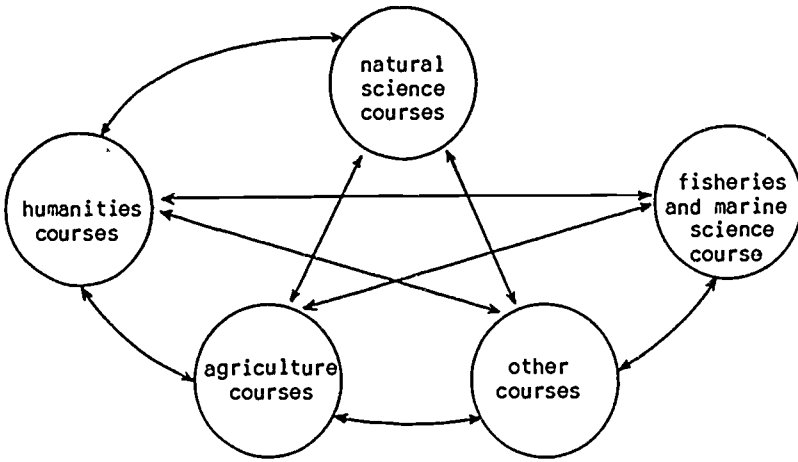 natural
science
courses
humanities
courses
fisheries
and marine
science
course
agriculture
courses
other
courses